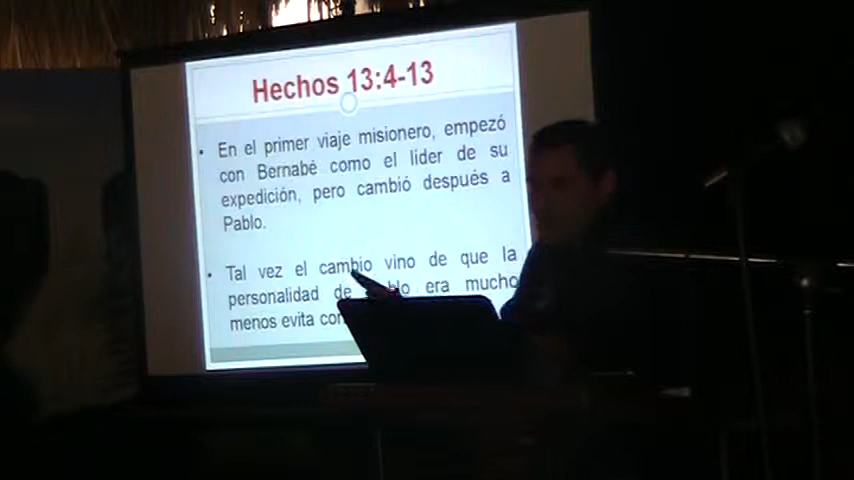 Hechos 13:4-13
• En el primer viaje misionero, empezó
con Bernabé como el líder de su
expedición, pero cambió después a
Pablo.
• Tal vez el cambio vino de que la
personalidad de era mucho
menos evita